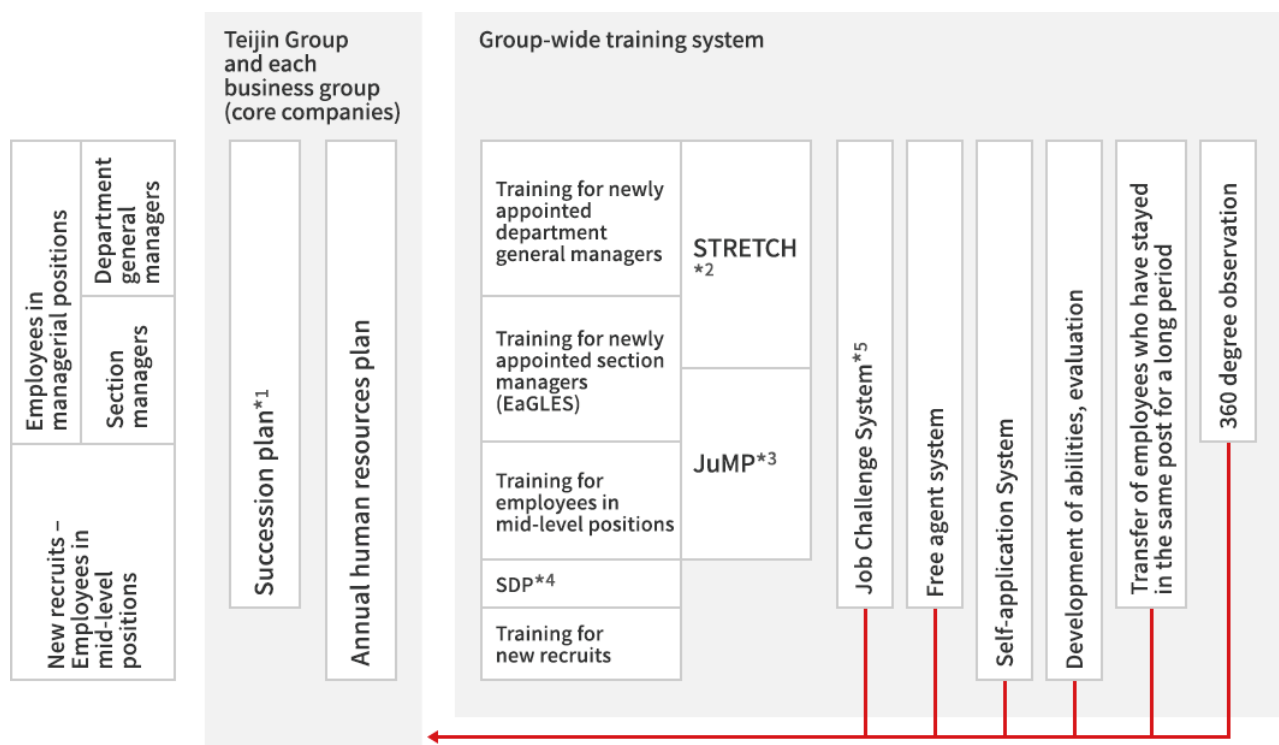 Teijin Group
and each
business group
(core companies)
Group-wide training system
Employees in
managerial positions
Department
general
managers
Section
managers
New recruits –
Employees in
mid-level
positions
Succession plan*1
Annual human resources plan
Training for newly
appointed
department
general managers
Training for newly
appointed section
managers
(EaGLES)
Training for
employees in
mid-level positions
SDP*4
Training for
new recruits
STRETCH
*2
JuMP*3
Job Challenge System*5
Free agent system
Self-application System
Development of abilities, evaluation
Transfer of employees who have stayed
in the same post for a long period
360 degree observation